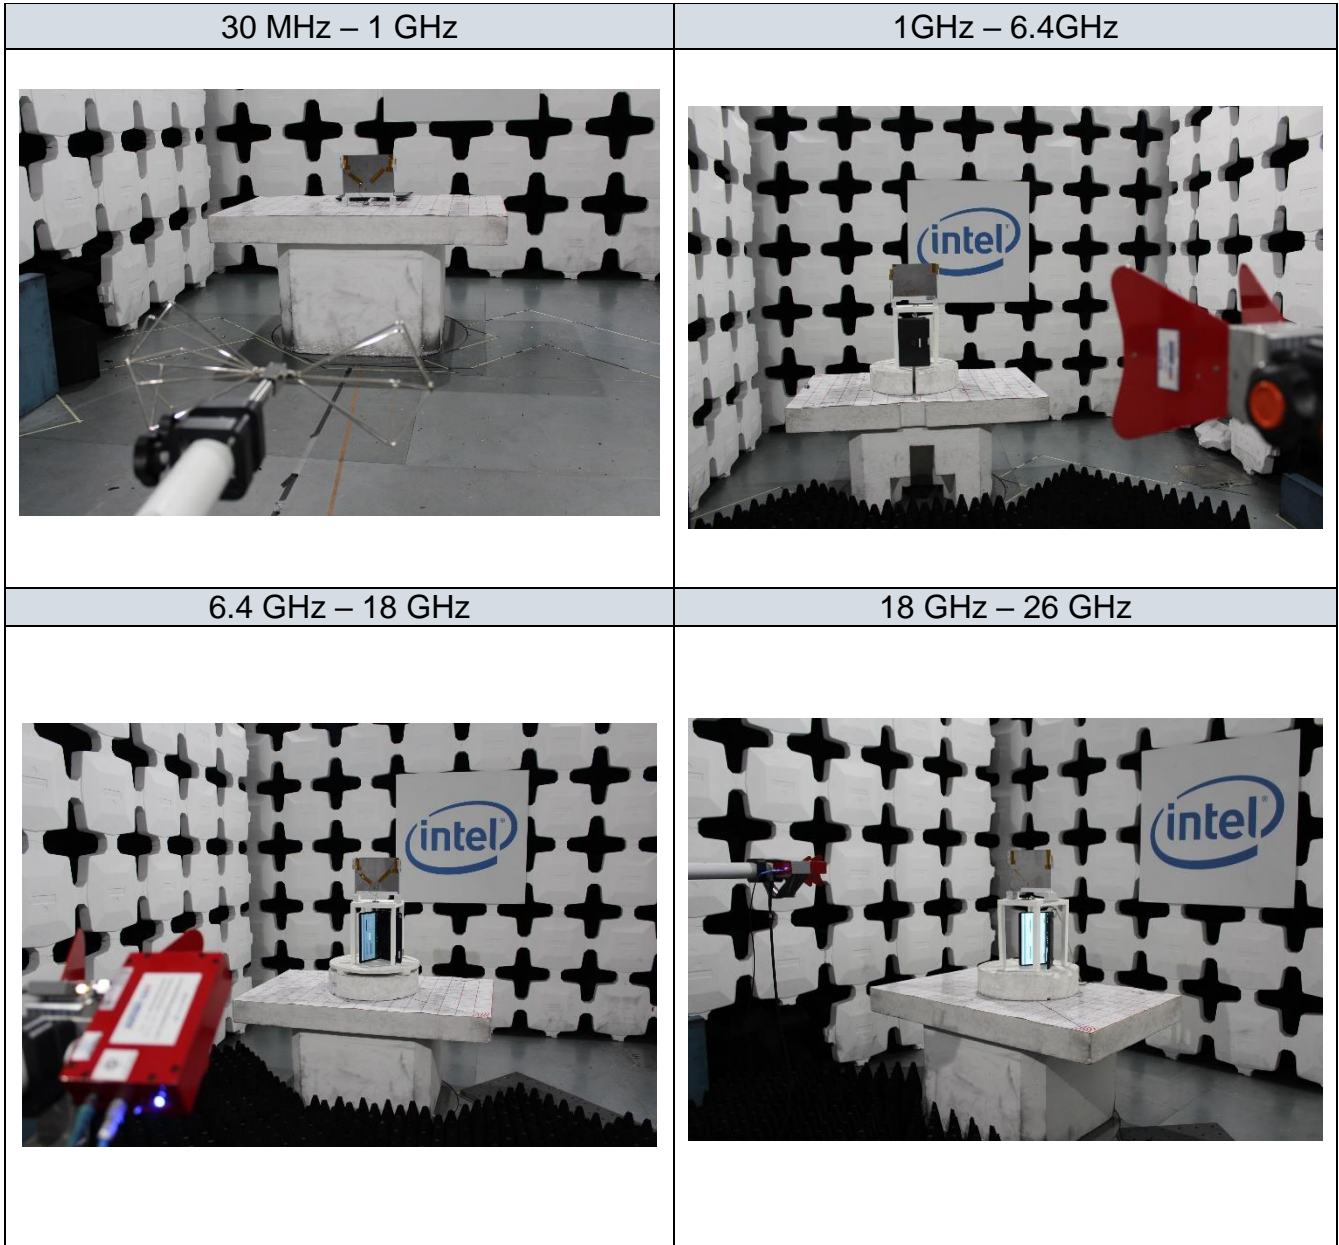 30 MHz – 1 GHz
1GHz – 6.4GHz
intel
6.4 GHz – 18 GHz
18 GHz – 26 GHz
intel
intel